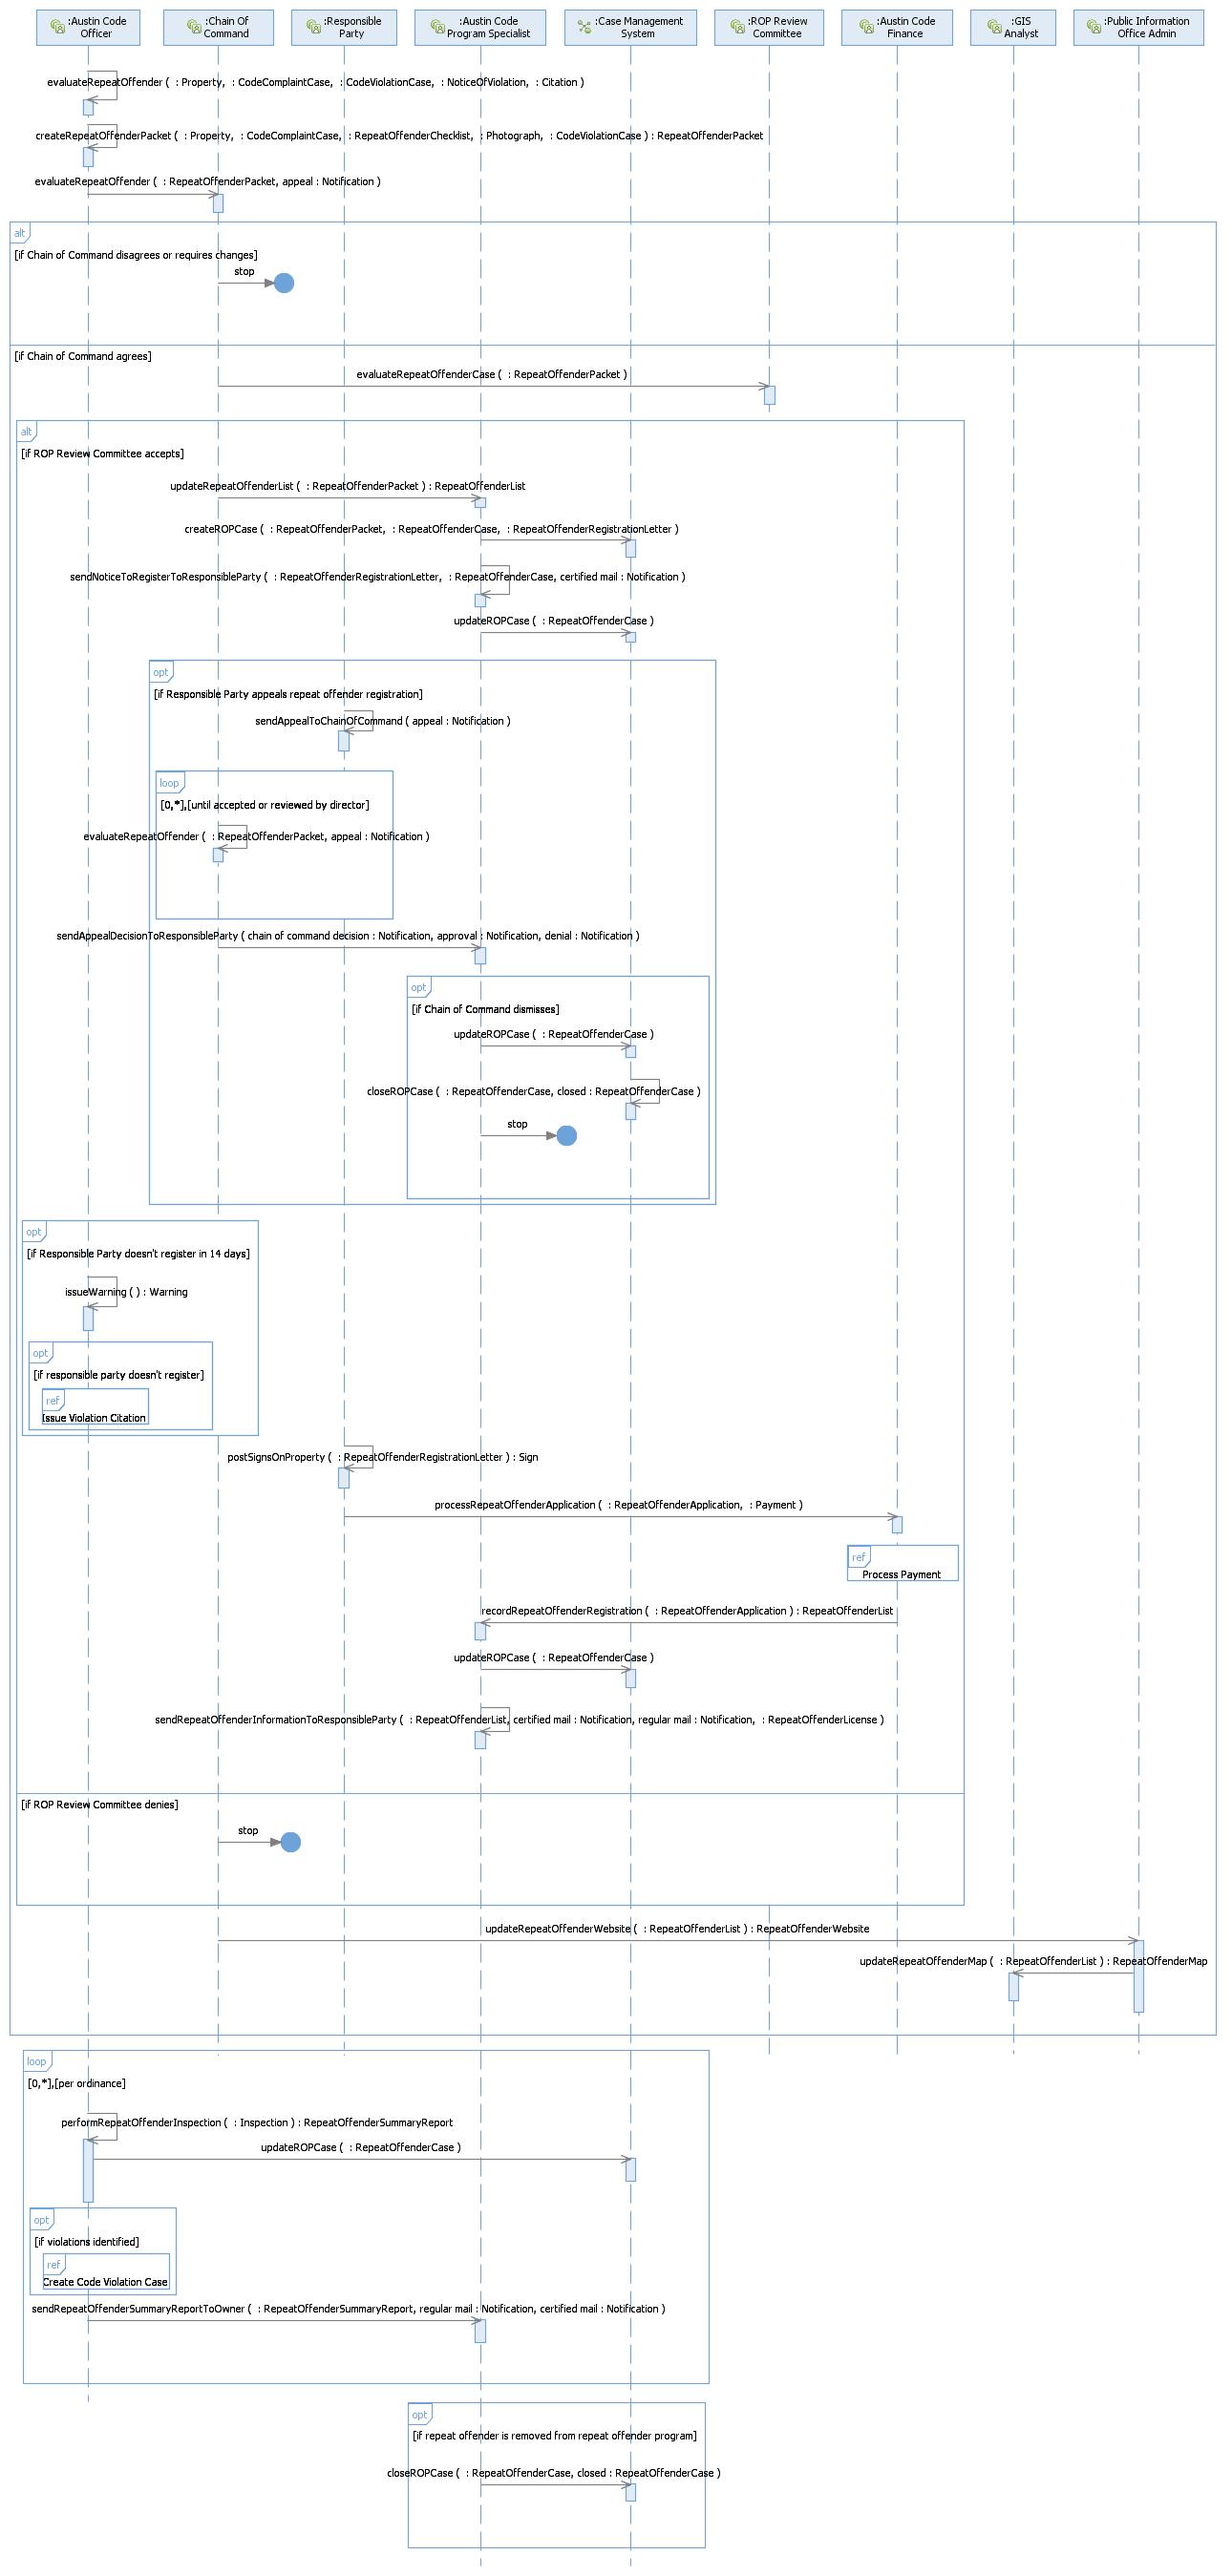 :Austin Code
Officer
:Chain Of
Command
:Responsible
Party
:Austin Code
Program Specialist
:Case Management
System
:ROP Review
Committee
:Austin Code
Finance
:GIS
Analyst
:Public Information
Office Admin
evaluateRepeatOffender ( : Property, : CodeComplaintCase, : CodeViolationCase, : NoticeOfViolation, : Citation )
createRepeatOffenderPacket ( : Property, : CodeComplaintCase, : RepeatOffenderChecklist, : Photograph, : CodeViolationCase ) : RepeatOffenderPacket
evaluateRepeatOffender ( : RepeatOffenderPacket, appeal : Notification )
alt
[if Chain of Command disagrees or requires changes]
stop
[if Chain of Command agrees]
evaluateRepeatOffenderCase ( : RepeatOffenderPacket )
alt
[if ROP Review Committee accepts]
updateRepeatOffenderList ( : RepeatOffenderPacket ) : RepeatOffenderList
createROPCase ( : RepeatOffenderPacket, : RepeatOffenderCase, : RepeatOffenderRegistrationLetter )
sendNoticeToRegisterToResponsibleParty ( : RepeatOffenderRegistrationLetter, : RepeatOffenderCase, certified mail : Notification )
updateROPCase ( : RepeatOffenderCase )
opt
[if Responsible Party appeals repeat offender registration]
sendAppealToChainOfCommand ( appeal : Notification )
loop
[0,*],[until accepted or reviewed by director]
evaluateRepeatOffender ( : RepeatOffenderPacket, appeal : Notification )
sendAppealDecisionToResponsibleParty ( chain of command decision : Notification, approval : Notification, denial : Notification )
opt
[if Chain of Command dismisses]
updateROPCase ( : RepeatOffenderCase )
closeROPCase ( : RepeatOffenderCase, closed : RepeatOffenderCase )
stop
opt
[if Responsible Party doesn't register in 14 days]
issueWarning ( ) : Warning
opt
[if responsible party doesn't register]
ref
Issue Violation Citation
postSignsOnProperty ( : RepeatOffenderRegistrationLetter ) : Sign
processRepeatOffenderApplication ( : RepeatOffenderApplication, : Payment )
ref
Process Payment
recordRepeatOffenderRegistration ( : RepeatOffenderApplication ) : RepeatOffenderList
updateROPCase ( : RepeatOffenderCase )
sendRepeatOffenderInformationToResponsibleParty ( : RepeatOffenderList, certified mail : Notification, regular mail : Notification, : RepeatOffenderLicense )
[if ROP Review Committee denies]
stop
updateRepeatOffenderWebsite ( : RepeatOffenderList ) : RepeatOffenderWebsite
updateRepeatOffenderMap ( : RepeatOffenderList ) : RepeatOffenderMap
loop
[0,*],[per ordinance]
performRepeatOffenderInspection ( : Inspection ) : RepeatOffenderSummaryReport
updateROPCase ( : RepeatOffenderCase )
opt
[if violations identified]
ref
Create Code Violation Case
sendRepeatOffenderSummaryReportToOwner ( : RepeatOffenderSummaryReport, regular mail : Notification, certified mail : Notification )
opt
[if repeat offender is removed from repeat offender program]
closeROPCase ( : RepeatOffenderCase, closed : RepeatOffenderCase )